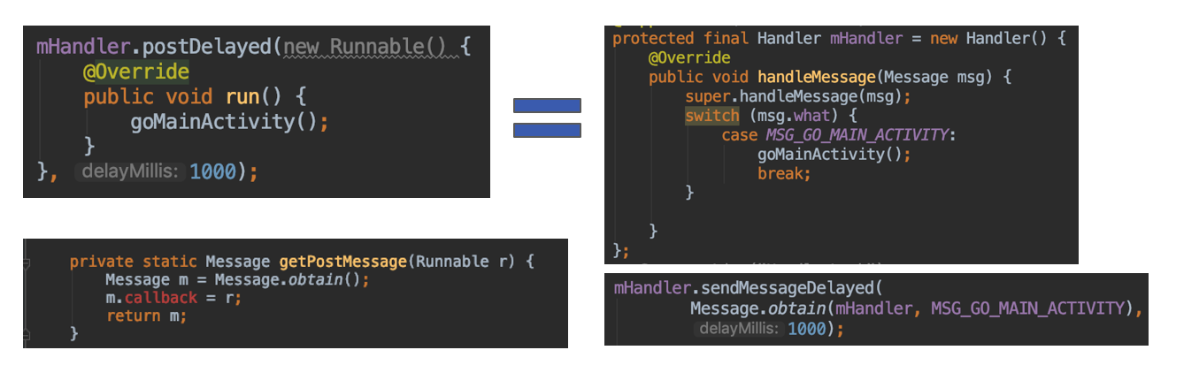 mHandler.postDelayed(new Runnable() {
@Override
public void run() {
goMainActivity();
}
}, delayMillis: 1000);
private static Message getPostMessage(Runnable r) {
Message m = Message.obtain();
m.callback = r;
return m;
}
protected final Handler mHandler = new Handler() {
@Override
public void handleMessage(Message msg) {
super.handleMessage(msg);
switch (msg.what) {
case MSG_GO_MAIN_ACTIVITY:
goMainActivity();
break;
}
}
};
mHandler.sendMessageDelayed(
Message.obtain(mHandler, MSG_GO_MAIN_ACTIVITY),
delayMillis: 1000);